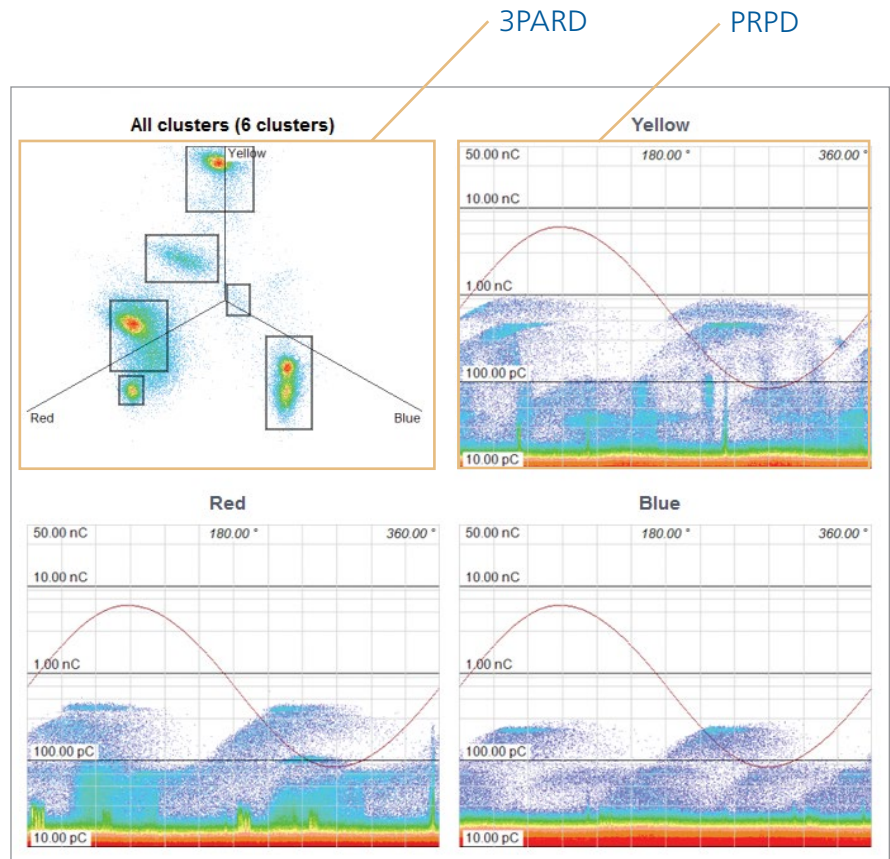 3PARD
PRPD
All clusters (6 clusters)
Yellow
Red
Blue
Yellow
50.00 nC
180.00 °
360.00 °
10.00 nC
1.00 nC
100.00 pC
10.00 pC
Red
50.00 nC
180.00 °
360.00 °
10.00 nC
1.00 nC
100.00 pC
10.00 pC
Blue
50.00 nC
180.00 °
360.00 °
10.00 nC
1.00 nC
100.00 pC
10.00 pC